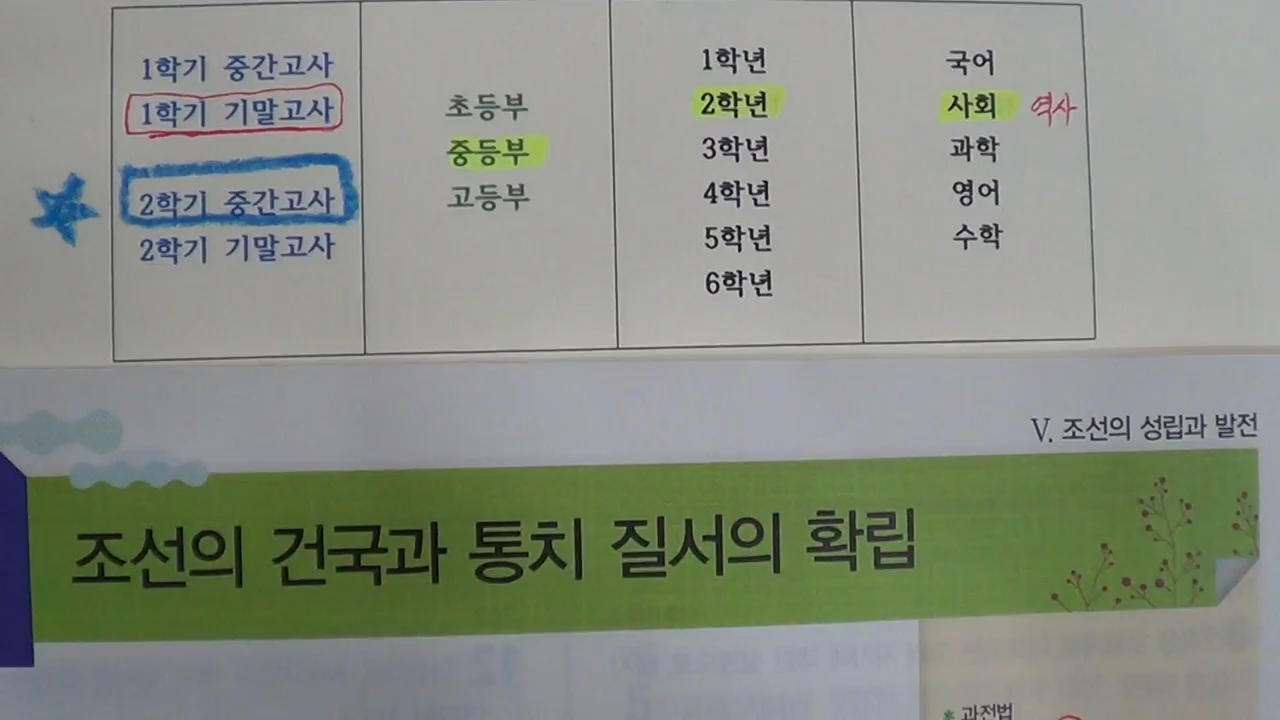 1학기 중간고사
1학기 기말고사
2학기 중간고사
2학기 기말고사
초등부
중등부
고등부
1학년
2학년
3학년
4학년
5학년
6학년
국어
사회 역사
과학
영어
수학
V. 조선의 성립과 발전
조선의 건국과 통치 질서의 확립
* 과전법